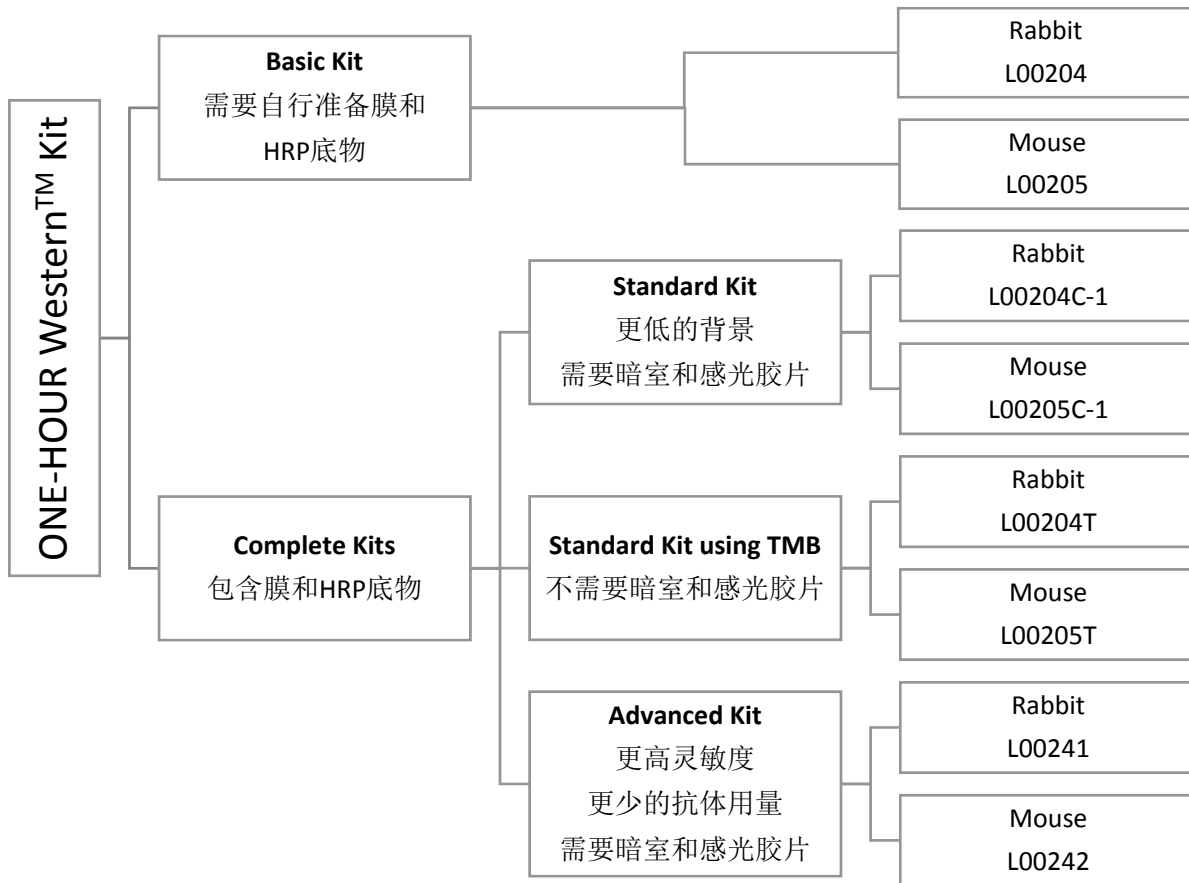 ONE-HOUR Western™ Kit
Basic Kit
需要自行准备膜和
HRP底物
Rabbit
L00204
Mouse
L00205
Complete Kits
包含膜和HRP底物
Standard Kit
更低的背景
需要暗室和感光胶片
Rabbit
L00204C-1
Mouse
L00205C-1
Standard Kit using TMB
不需要暗室和感光胶片
Rabbit
L00204T
Mouse
L00205T
Advanced Kit
更高灵敏度
更少的抗体用量
需要暗室和感光胶片
Rabbit
L00241
Mouse
L00242